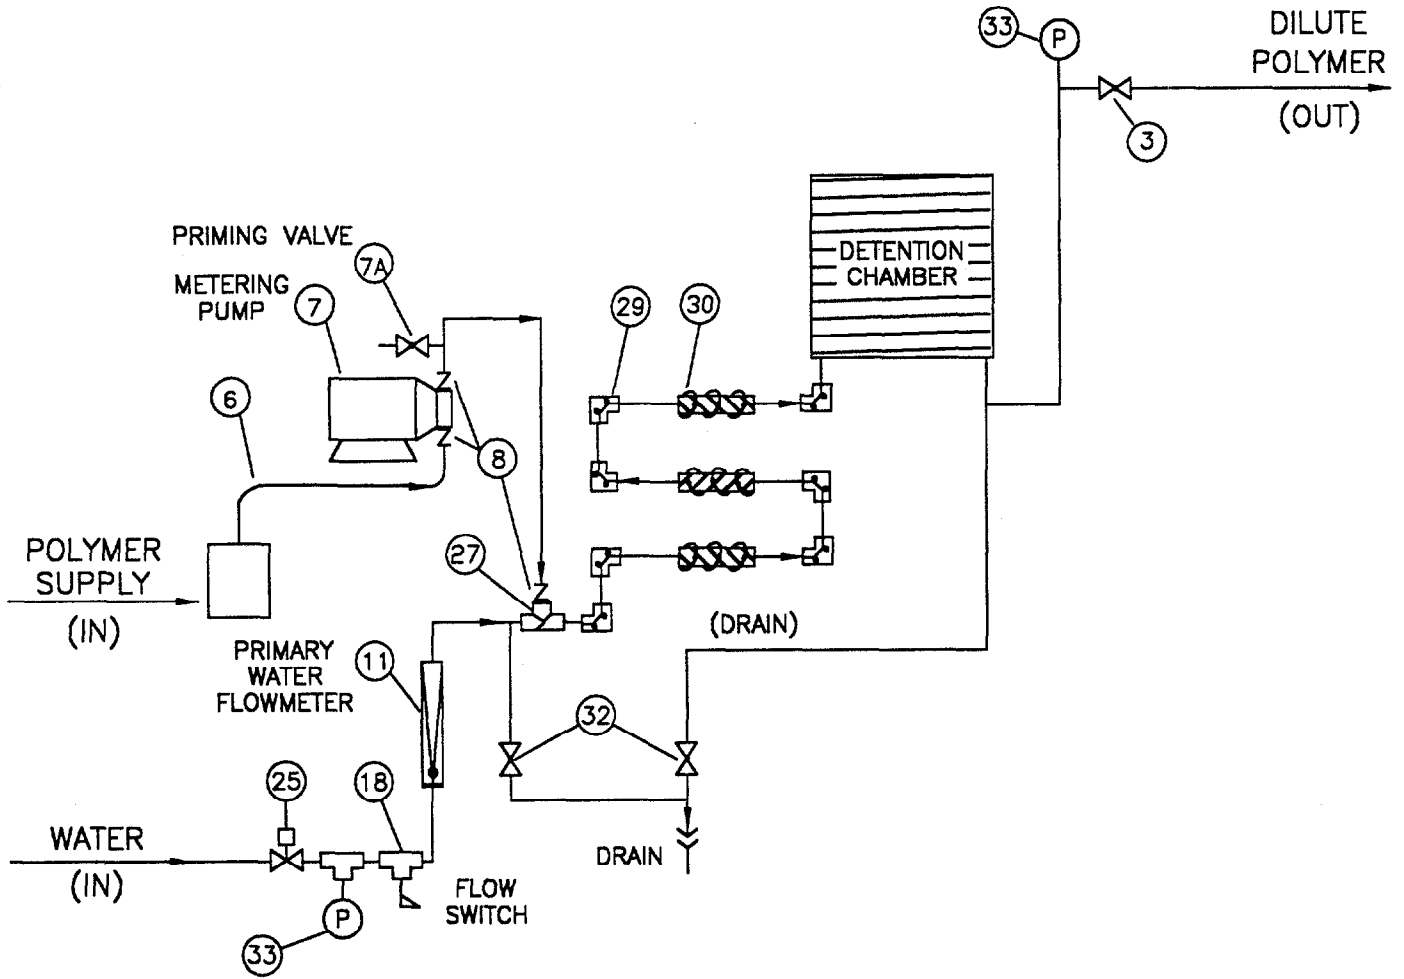 33
P
DILUTE
POLYMER
(OUT)
3
PRIMING VALVE
7A
METERING
PUMP
7
DETENTION
CHAMBER
29
30
6
8
27
POLYMER
SUPPLY
(IN)
(DRAIN)
PRIMARY
WATER
FLOWMETER
11
32
25
18
WATER
(IN)
DRAIN
FLOW
SWITCH
P
33